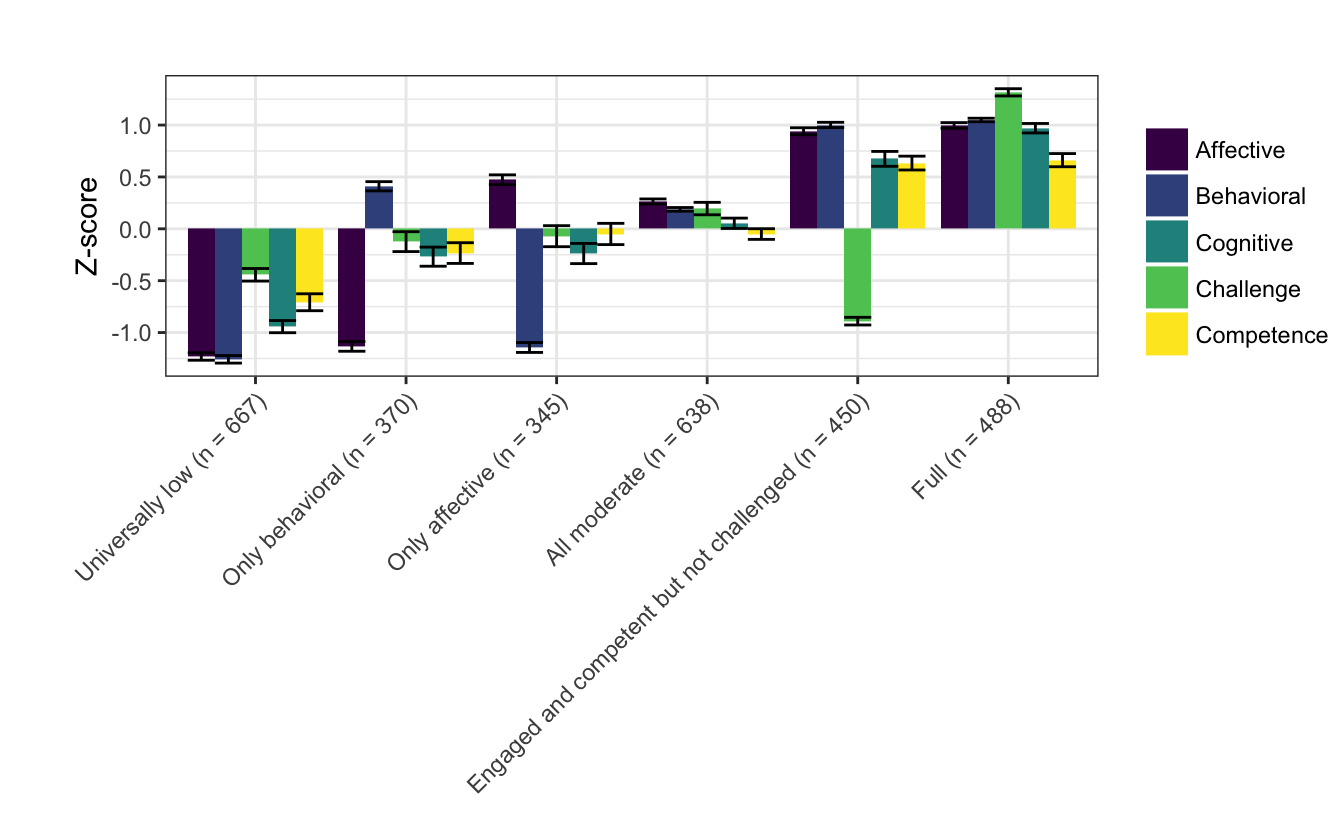 Z-score
1.0
0.5
0.0
-0.5
-1.0
Universally low (n = 667)
Only behavioral (n = 370)
Only affective (n = 345)
All moderate (n = 638)
Engaged and competent but not challenged (n = 450)
Full (n = 488)
Affective
Behavioral
Cognitive
Challenge
Competence